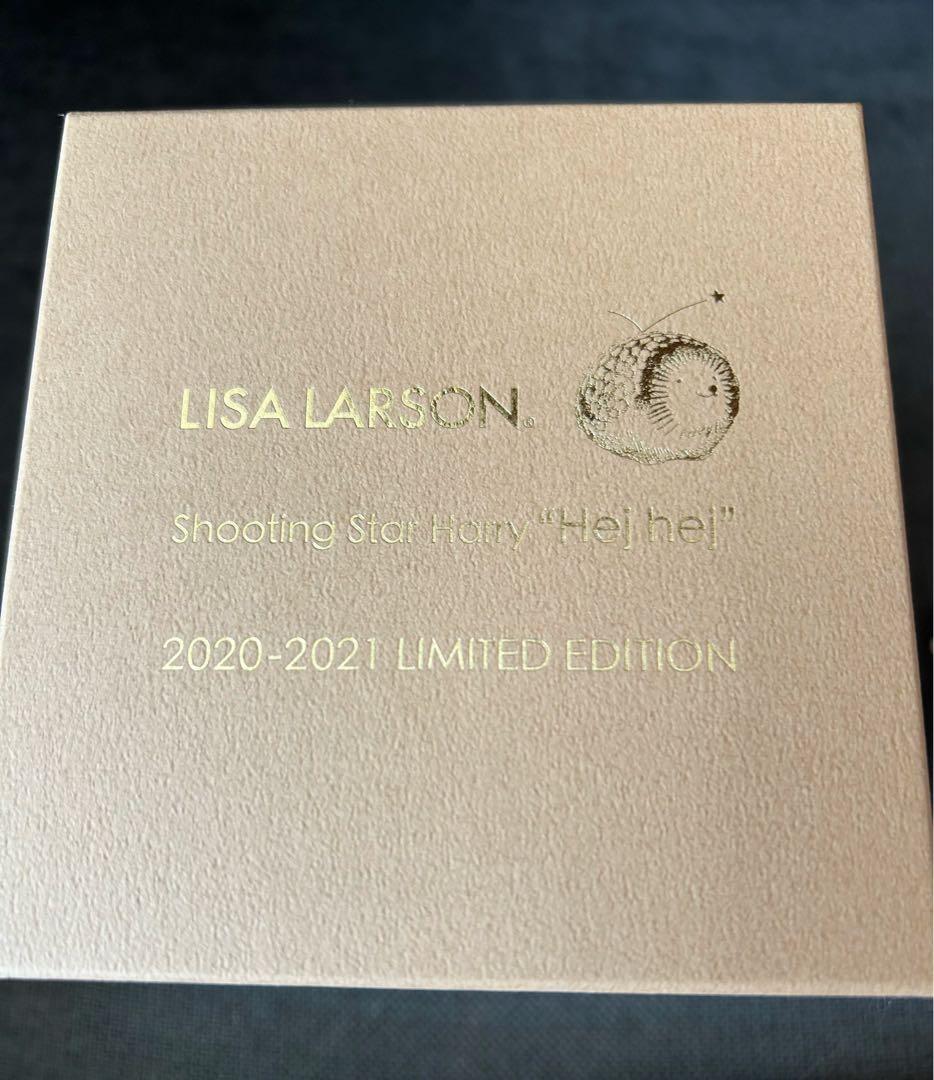 LISA LARSON®
Shooting Star Harry “Hej hej”
2020-2021 LIMITED EDITION